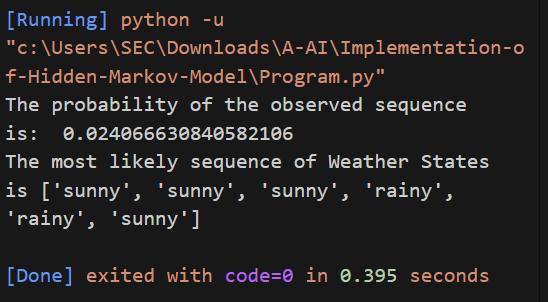 [Running] python -u
"c:\Users\SEC\Downloads\A-AI\Implementation-o
f-Hidden-Markov-Model\Program.py"
The probability of the observed sequence
is:  0.024066630840582106
The most likely sequence of Weather States
is ['sunny', 'sunny', 'sunny', 'rainy',
'rainy', 'sunny']
[Done] exited with code=0 in 0.395 seconds